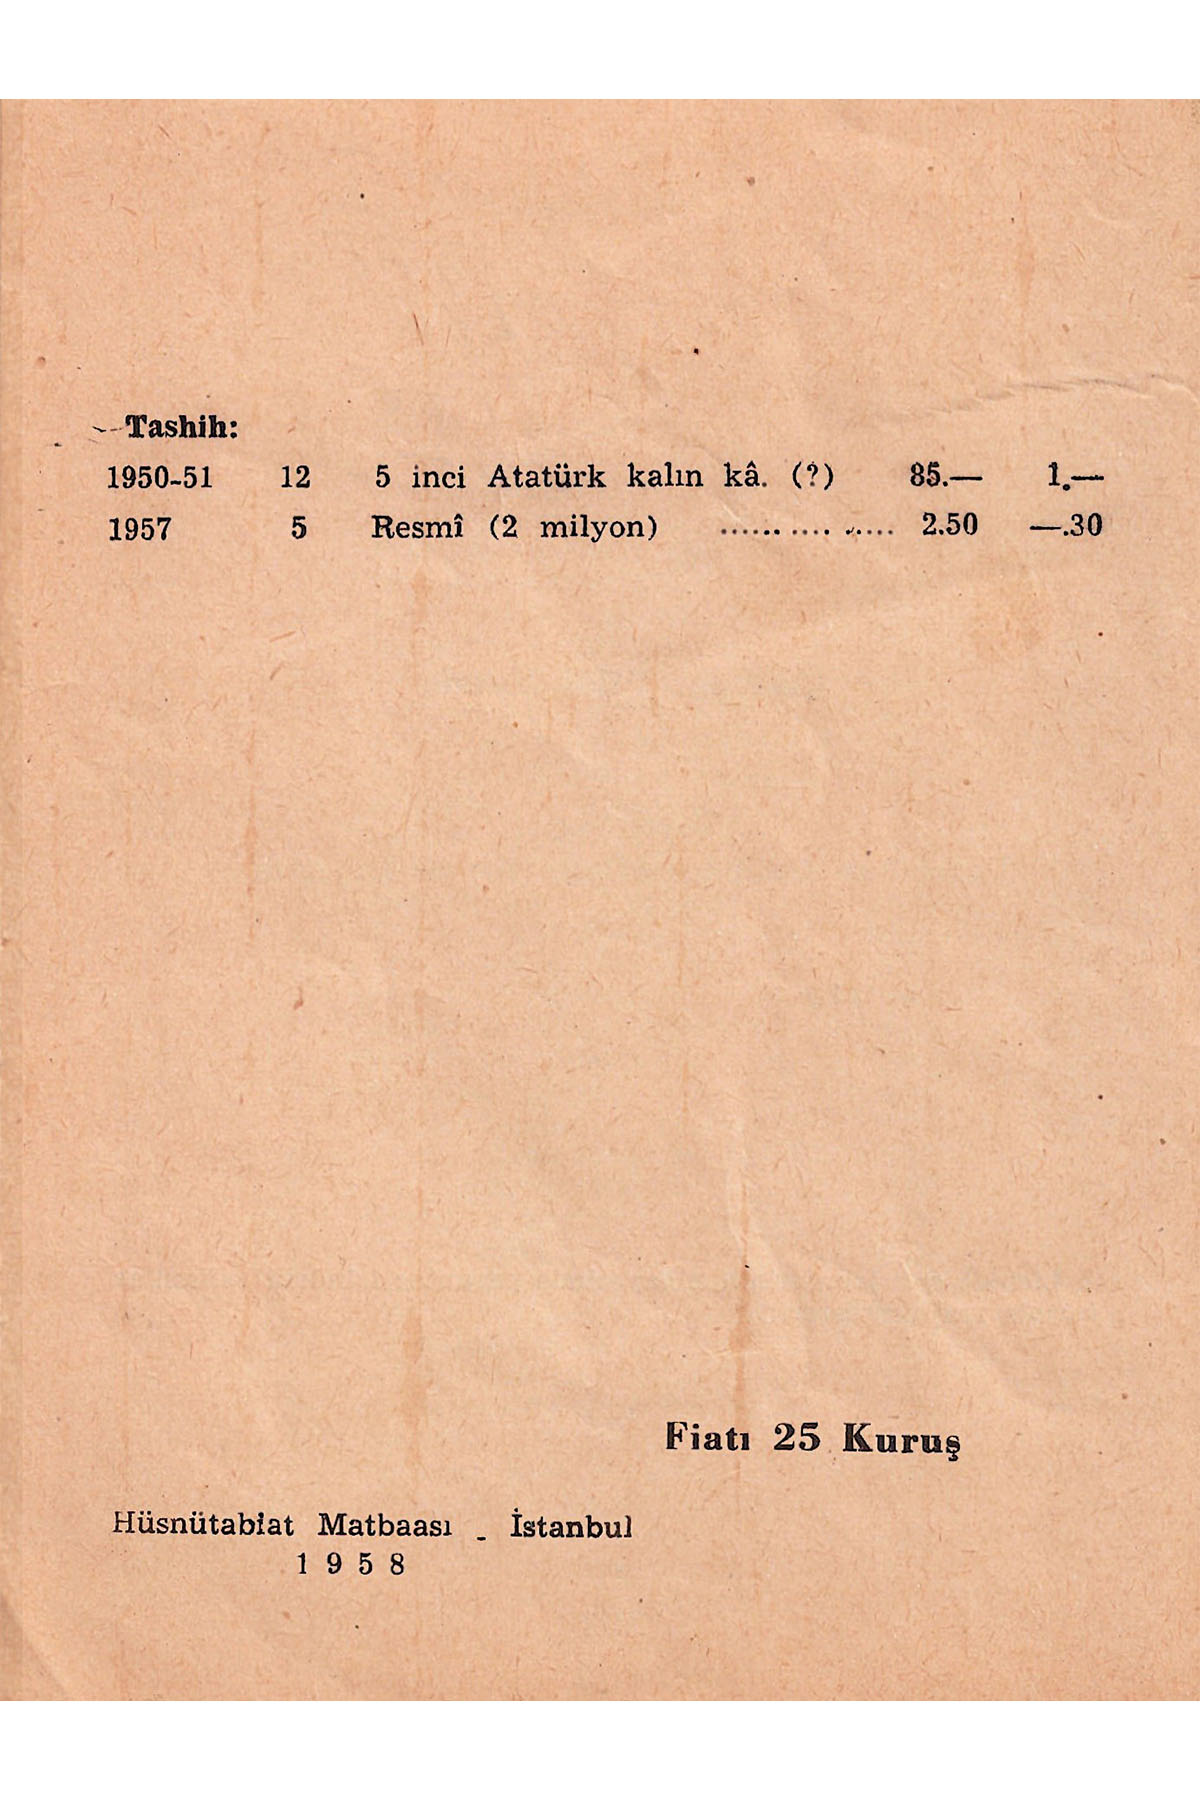 Tashih:
1950-51 12 5 inci Atatürk kalın kâ. (?) 85.— 1.—
1957 5 Resmî (2 milyon) .................. 2.50 —.30
Fiatı 25 Kuruş
Hüsnütabiat Matbaası - İstanbul
1 9 5 8